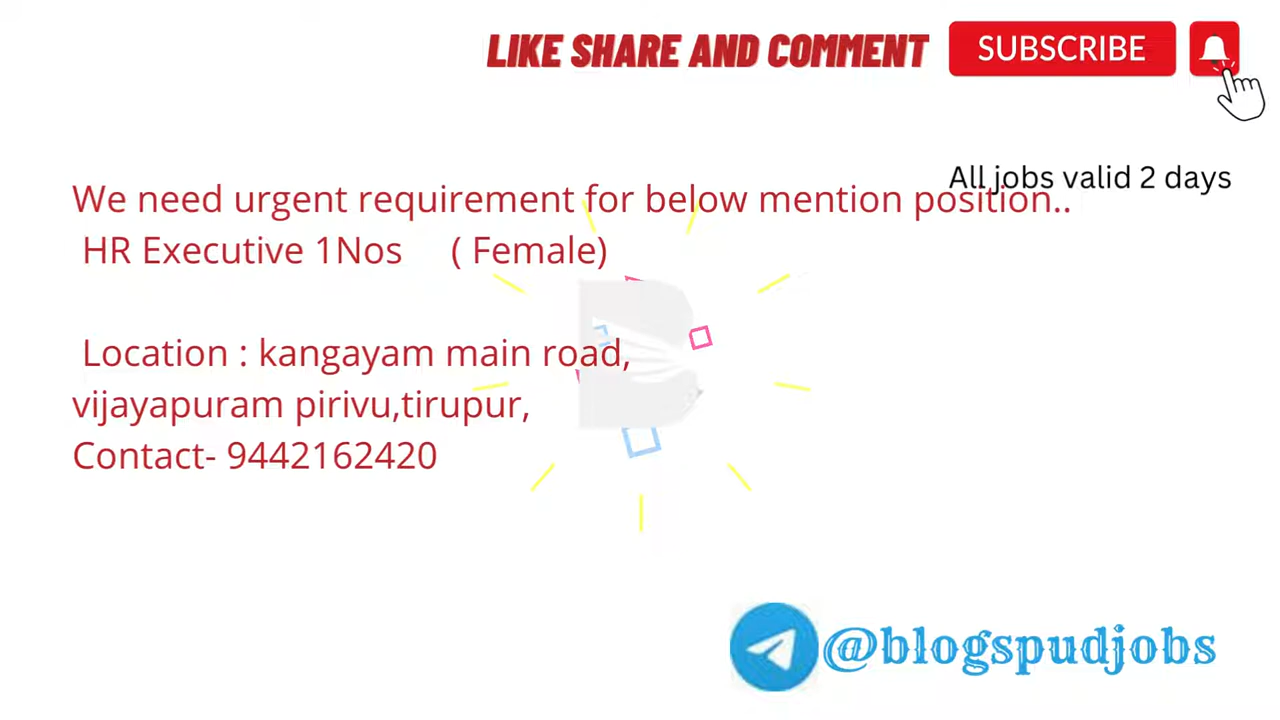 LIKE SHARE AND COMMENT
SUBSCRIBE
All jobs valid 2 days
We need urgent requirement for below mention position..
HR Executive 1Nos ( Female)
Location : kangayam main road,
vijayapuram pirivu,tirupur,
Contact- 9442162420
@blogspudjobs